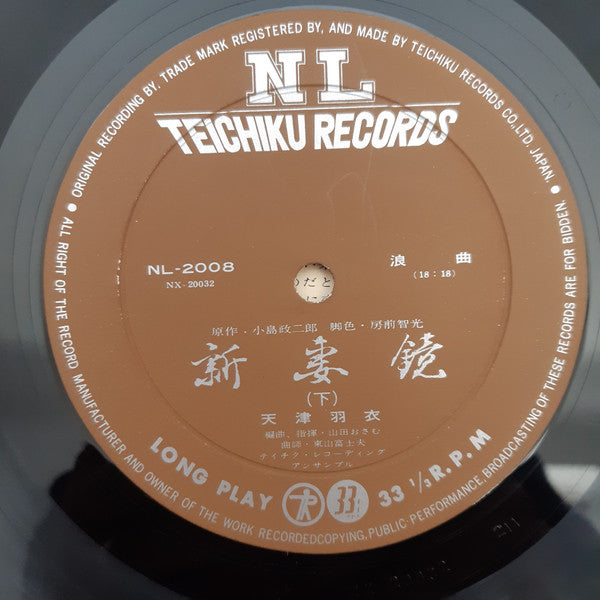 • ORIGINAL RECORDING BY. TRADE MARK REGISTERED BY, AND MADE BY TEICHIKU RECORDS CO., LTD. JAPAN. •
NL
TEICHIKU RECORDS
NL-2008
NX-20032
浪曲
(18:18)
のだと
に
原作・小島政二郎 脚色・房前智光
新妻鏡
(下)
天津羽衣
編曲、指揮・山田おさむ
曲師・東山富士夫
テイチク・レコーディング
アンサンブル
LONG PLAY
33
33 1/3 R.P.M
• ALL RIGHT OF THE RECORD MANUFACTURER AND OWNER OF THE WORK RECORDEDCOPYING, PUBLIC-PERFORMANCE, BROADCASTING OF THESE RECORDS ARE FOR BIDDEN.